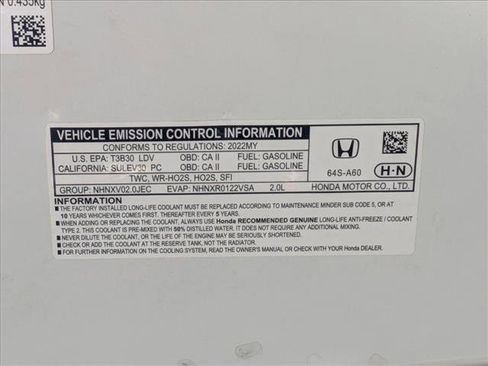 N 0.435kg
VEHICLE EMISSION CONTROL INFORMATION
CONFORMS TO REGULATIONS: 2022MY
U.S. EPA: T3B30 LDV OBD: CA II FUEL: GASOLINE
CALIFORNIA: SULEV30 PC OBD: CA II FUEL: GASOLINE
TWC, WR-HO2S, HO2S, SFI
GROUP: NHNXV02.0JEC EVAP: NHNXR0122VSA 2.0L
64S-A60
H·N
HONDA MOTOR CO., LTD.
INFORMATION
■ THE FACTORY INSTALLED LONG-LIFE COOLANT MUST BE REPLACED ACCORDING TO MAINTENANCE MINDER SUB CODE 5, OR AT
10 YEARS WHICHEVER COMES FIRST. THEREAFTER EVERY 5 YEARS.
■ WHEN ADDING OR REPLACING THE COOLANT, ALWAYS USE Honda RECOMMENDED GENUINE LONG-LIFE ANTI-FREEZE / COOLANT
TYPE 2. THIS COOLANT IS PRE-MIXED WITH 50% DISTILLED WATER. IT DOES NOT REQUIRE ANY ADDITIONAL MIXING.
■ NEVER DILUTE THE COOLANT, OR THE LIFE OF THE ENGINE MAY BE SERIOUSLY SHORTENED.
■ CHECK OR ADD THE COOLANT AT THE RESERVE TANK, NOT THE RADIATOR.
■ FOR FURTHER INFORMATION ON THE COOLING SYSTEM, READ THE OWNER'S MANUAL OR CHECK WITH YOUR Honda DEALER.